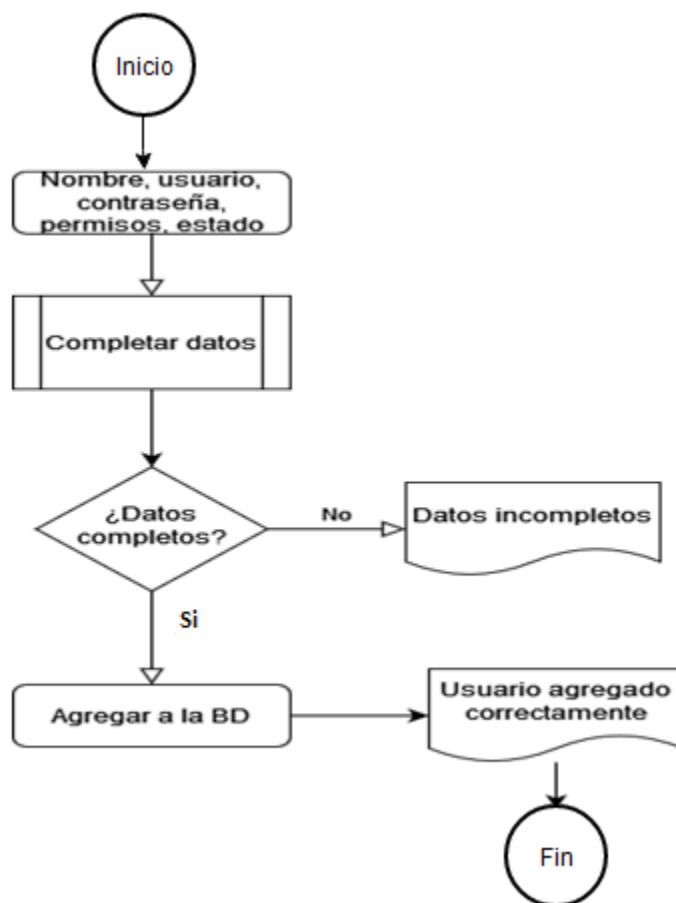 Inicio
Nombre, usuario,
contraseña,
permisos, estado
Completar datos
¿Datos
completos?
No
Datos incompletos
Si
Agregar a la BD
Usuario agregado
correctamente
Fin